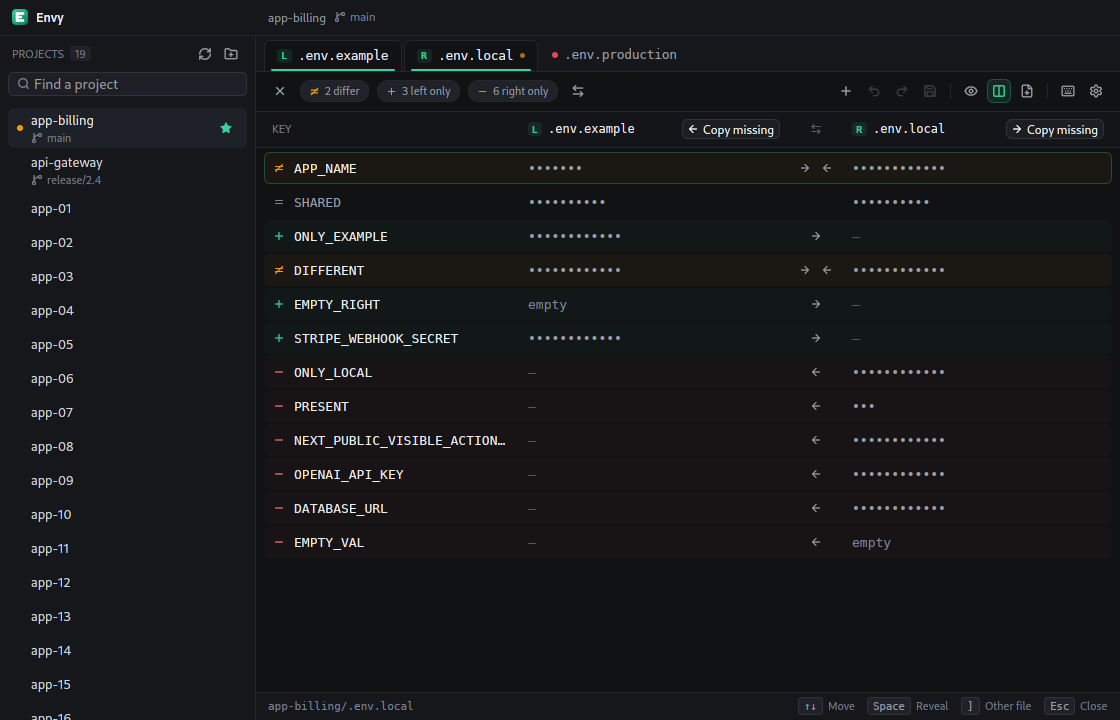 E Envy
app-billing main
PROJECTS 19
Find a project
app-billing
main
api-gateway
release/2.4
app-01
app-02
app-03
app-04
app-05
app-06
app-07
app-08
app-09
app-10
app-11
app-12
app-13
app-14
app-15
app-16
L .env.example
R .env.local
.env.production
≠ 2 differ
+ 3 left only
− 6 right only
KEY
L .env.example ← Copy missing
R .env.local → Copy missing
≠ APP_NAME ••••••• → ← ••••••••••••
= SHARED •••••••••• ••••••••••
+ ONLY_EXAMPLE •••••••••••• → —
≠ DIFFERENT •••••••••••• → ← ••••••••••••
+ EMPTY_RIGHT empty → —
+ STRIPE_WEBHOOK_SECRET •••••••••••• → —
− ONLY_LOCAL — ← ••••••••••••
− PRESENT — ← •••
− NEXT_PUBLIC_VISIBLE_ACTION… — ← ••••••••••••
− OPENAI_API_KEY — ← ••••••••••••
− DATABASE_URL — ← ••••••••••••
− EMPTY_VAL — ← empty
app-billing/.env.local
↑↓ Move Space Reveal ] Other file Esc Close